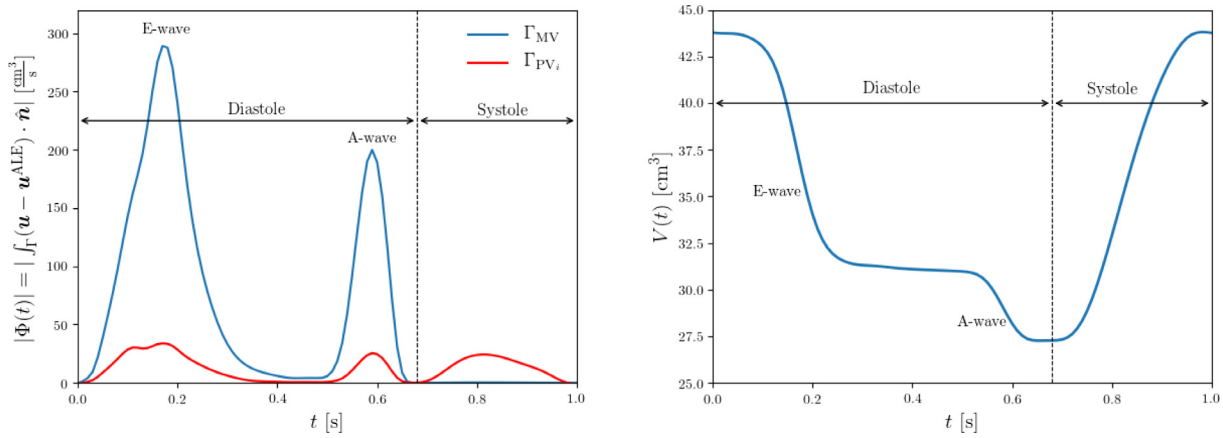 |Φ(t)| = | ∫_Γ (u − u^ALE) · n̂| [cm³/s]
300
250
200
150
100
50
0
E-wave
Γ_MV
Γ_PV_i
Diastole
Systole
A-wave
0.0 0.2 0.4 0.6 0.8 1.0
t [s]
V(t) [cm³]
45.0
42.5
40.0
37.5
35.0
32.5
30.0
27.5
25.0
Diastole
Systole
E-wave
A-wave
0.0 0.2 0.4 0.6 0.8 1.0
t [s]